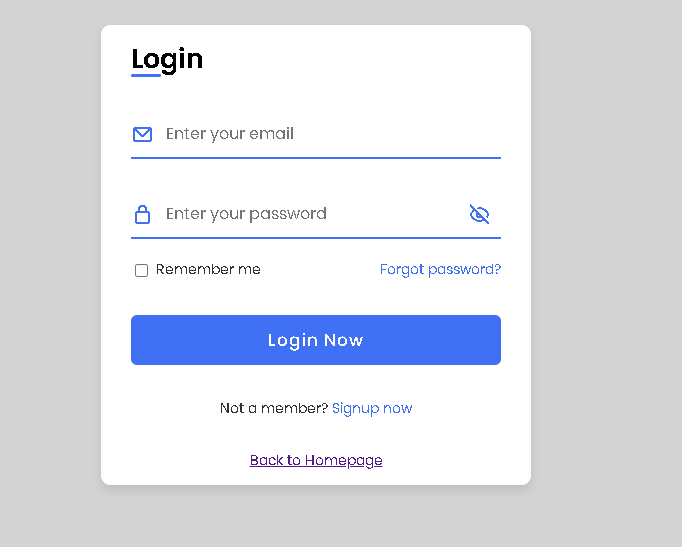 Login
Enter your email
Enter your password
Remember me Forgot password?
Login Now
Not a member? Signup now
Back to Homepage